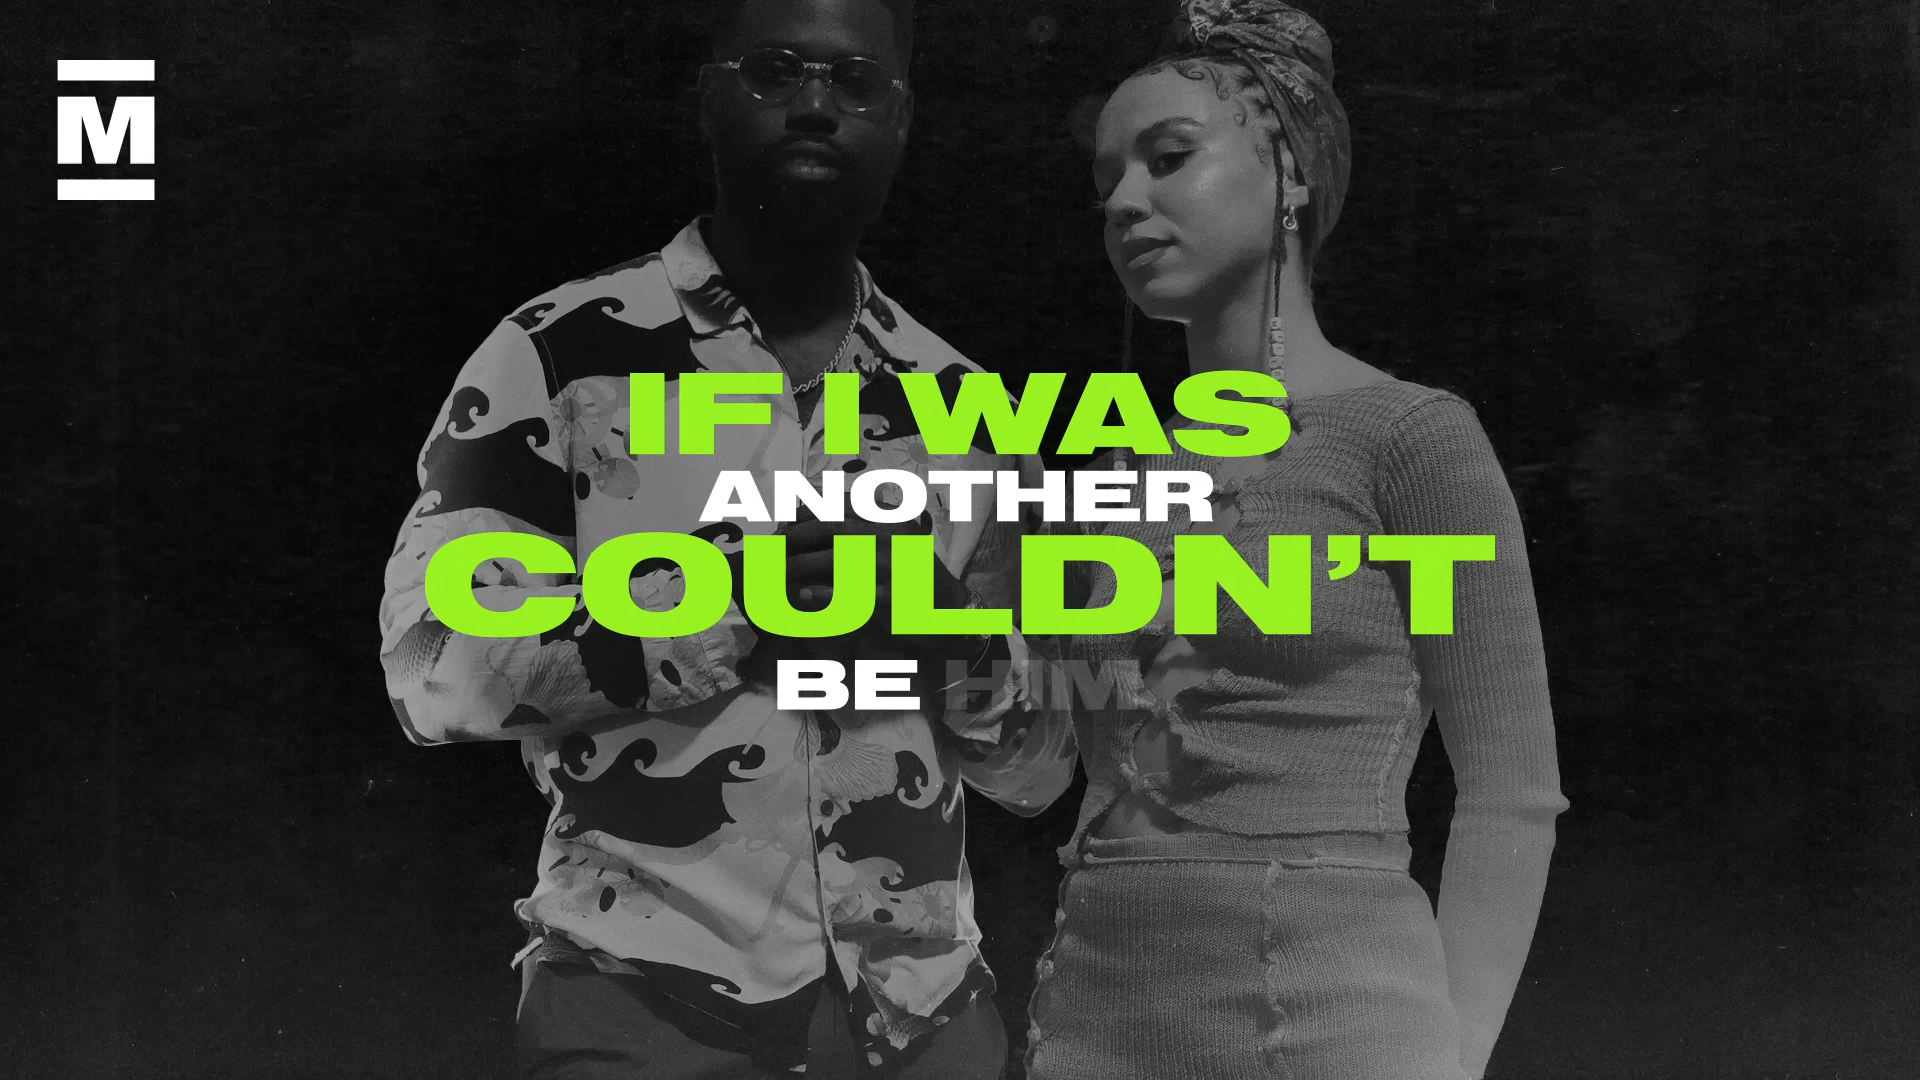 M
IF I WAS
ANOTHER
COULDN’T
BE HIM